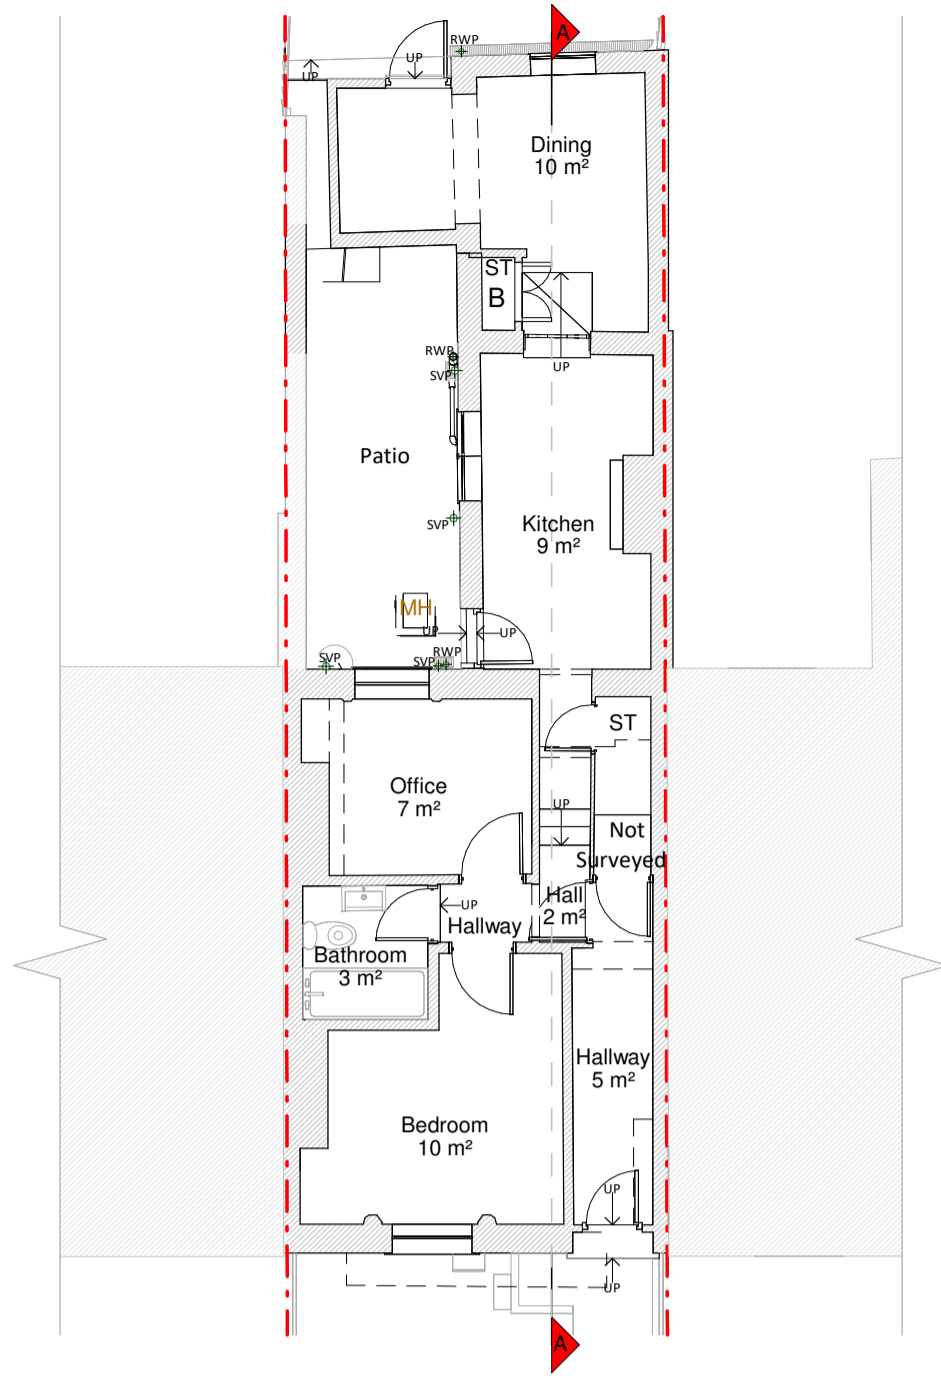 A
RWP
UP
UP
Dining
10 m²
ST
B
RWP
SVP
UP
Patio
Kitchen
9 m²
SVP
MH
UP
UP
SVP
SVP
RWP
ST
Office
7 m²
UP
Not
Surveyed
Hall
2 m²
UP
Hallway
Bathroom
3 m²
Hallway
5 m²
Bedroom
10 m²
UP
UP
A